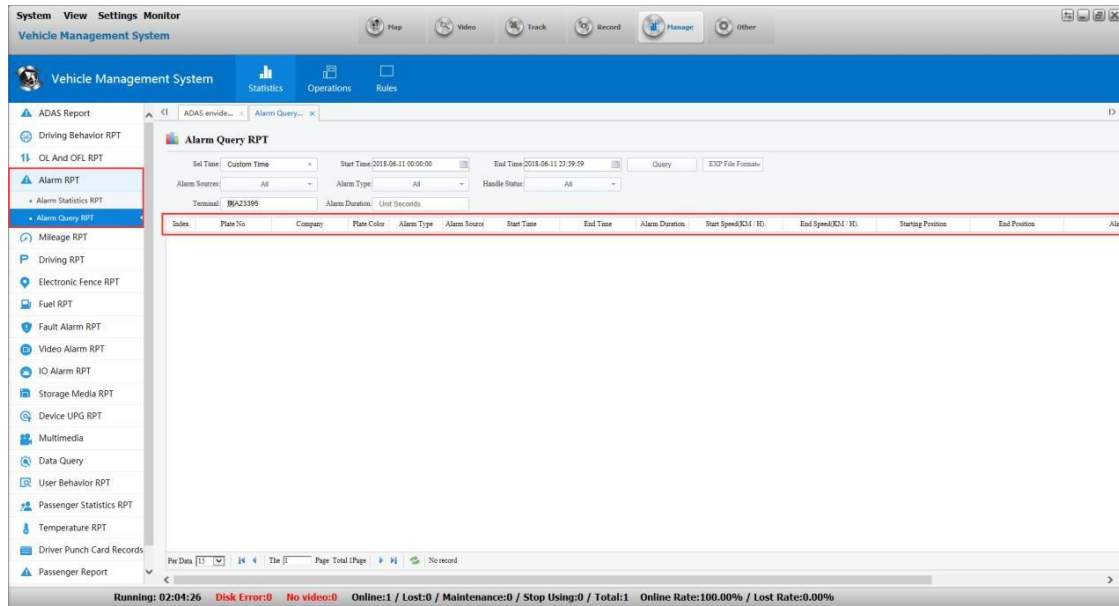 System View Settings Monitor
Vehicle Management System
Map Video Track Record Manage Other
Vehicle Management System
Statistics Operations Rules
ADAS Report
Driving Behavior RPT
OL And OFL RPT
Alarm RPT
Alarm Statistics RPT
Alarm Query RPT
Mileage RPT
Driving RPT
Electronic Fence RPT
Fuel RPT
Fault Alarm RPT
Video Alarm RPT
IO Alarm RPT
Storage Media RPT
Device UPG RPT
Multimedia
Data Query
User Behavior RPT
Passenger Statistics RPT
Temperature RPT
Driver Punch Card Records
Passenger Report
ADAS envide... × Alarm Query... ×
Alarm Query RPT
Sel Time: Custom Time Start Time: 2018-06-11 00:00:00 End Time: 2018-06-11 23:59:59 Query EXP File Format
Alarm Sources: All Alarm Type: All Handle Status: All
Terminal: A23395 Alarm Duration: Unit Seconds
Index Plate No. Company Plate Color Alarm Type Alarm Source Start Time End Time Alarm Duration Start Speed(KM / H). End Speed(KM / H). Starting Position End Position Ala
Per Data 15 The 1 Page Total 1Page No record
Running: 02:04:26 Disk Error:0 No video:0 Online:1 / Lost:0 / Maintenance:0 / Stop Using:0 / Total:1 Online Rate:100.00% / Lost Rate:0.00%